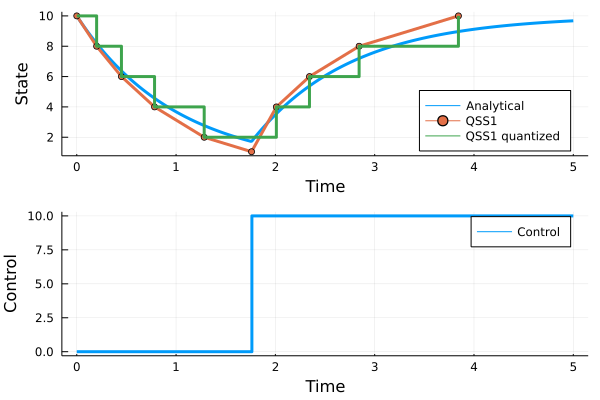 State
10
8
6
4
2
0 1 2 3 4 5
Time
Analytical
QSS1
QSS1 quantized
Control
10.0
7.5
5.0
2.5
0.0
0 1 2 3 4 5
Time
Control